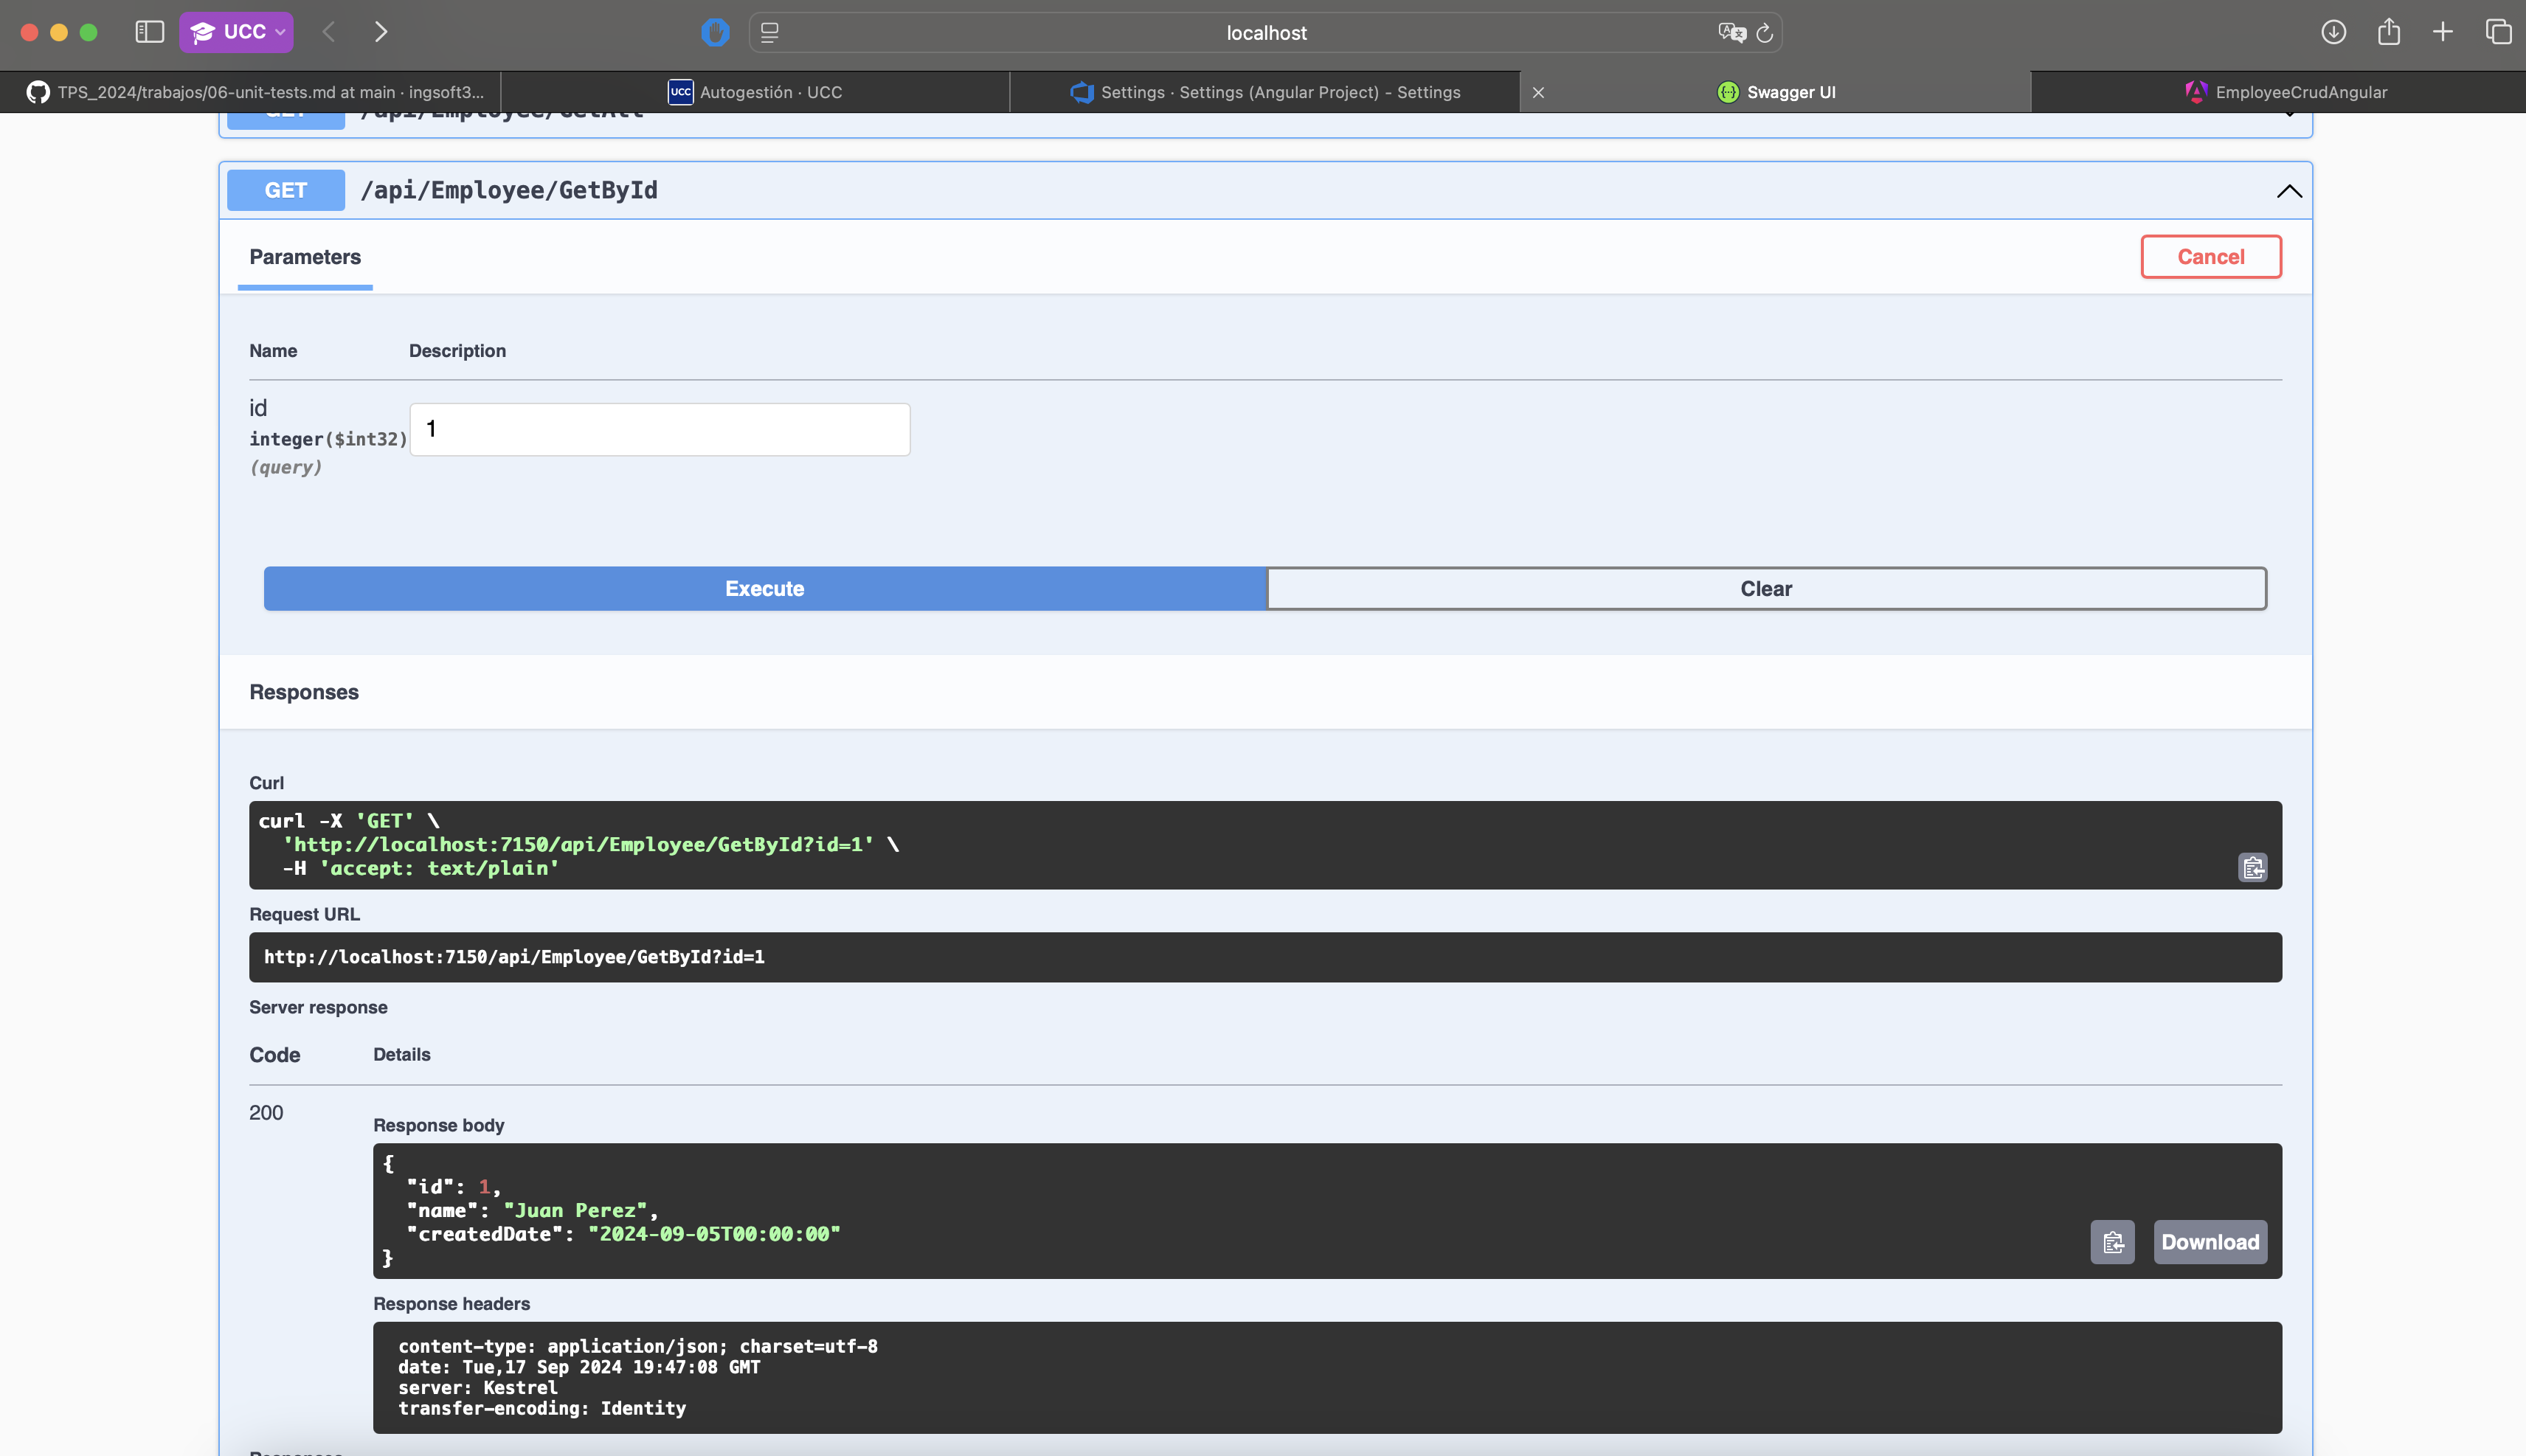 UCC
localhost
TPS_2024/trabajos/06-unit-tests.md at main · ingsoft3...
UCC Autogestión · UCC
Settings · Settings (Angular Project) - Settings
Swagger UI
EmployeeCrudAngular
GET /api/Employee/GetAll
GET /api/Employee/GetById
Parameters
Cancel
Name Description
id
integer($int32)
(query)
1
Execute
Clear
Responses
Curl
curl -X 'GET' \
'http://localhost:7150/api/Employee/GetById?id=1' \
-H 'accept: text/plain'
Request URL
http://localhost:7150/api/Employee/GetById?id=1
Server response
Code Details
200
Response body
{
"id": 1,
"name": "Juan Perez",
"createdDate": "2024-09-05T00:00:00"
}
Download
Response headers
content-type: application/json; charset=utf-8
date: Tue,17 Sep 2024 19:47:08 GMT
server: Kestrel
transfer-encoding: Identity
Responses